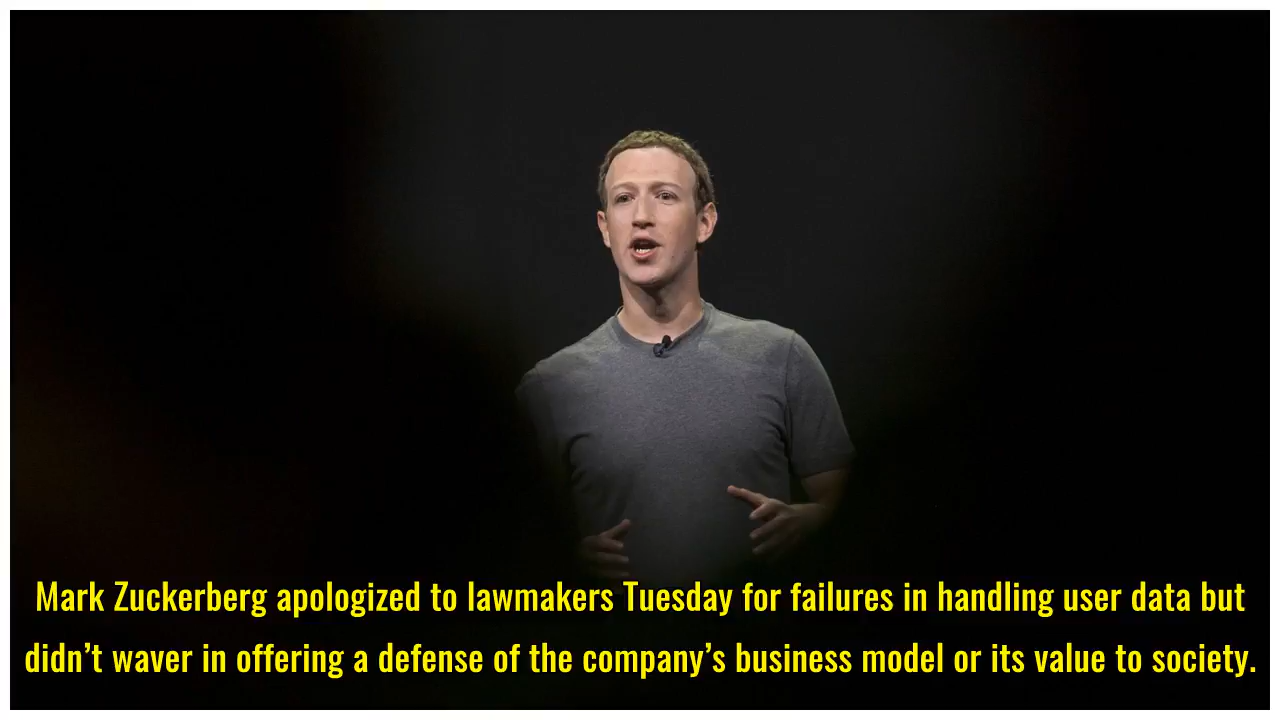 Mark Zuckerberg apologized to lawmakers Tuesday for failures in handling user data but
didn’t waver in offering a defense of the company’s business model or its value to society.